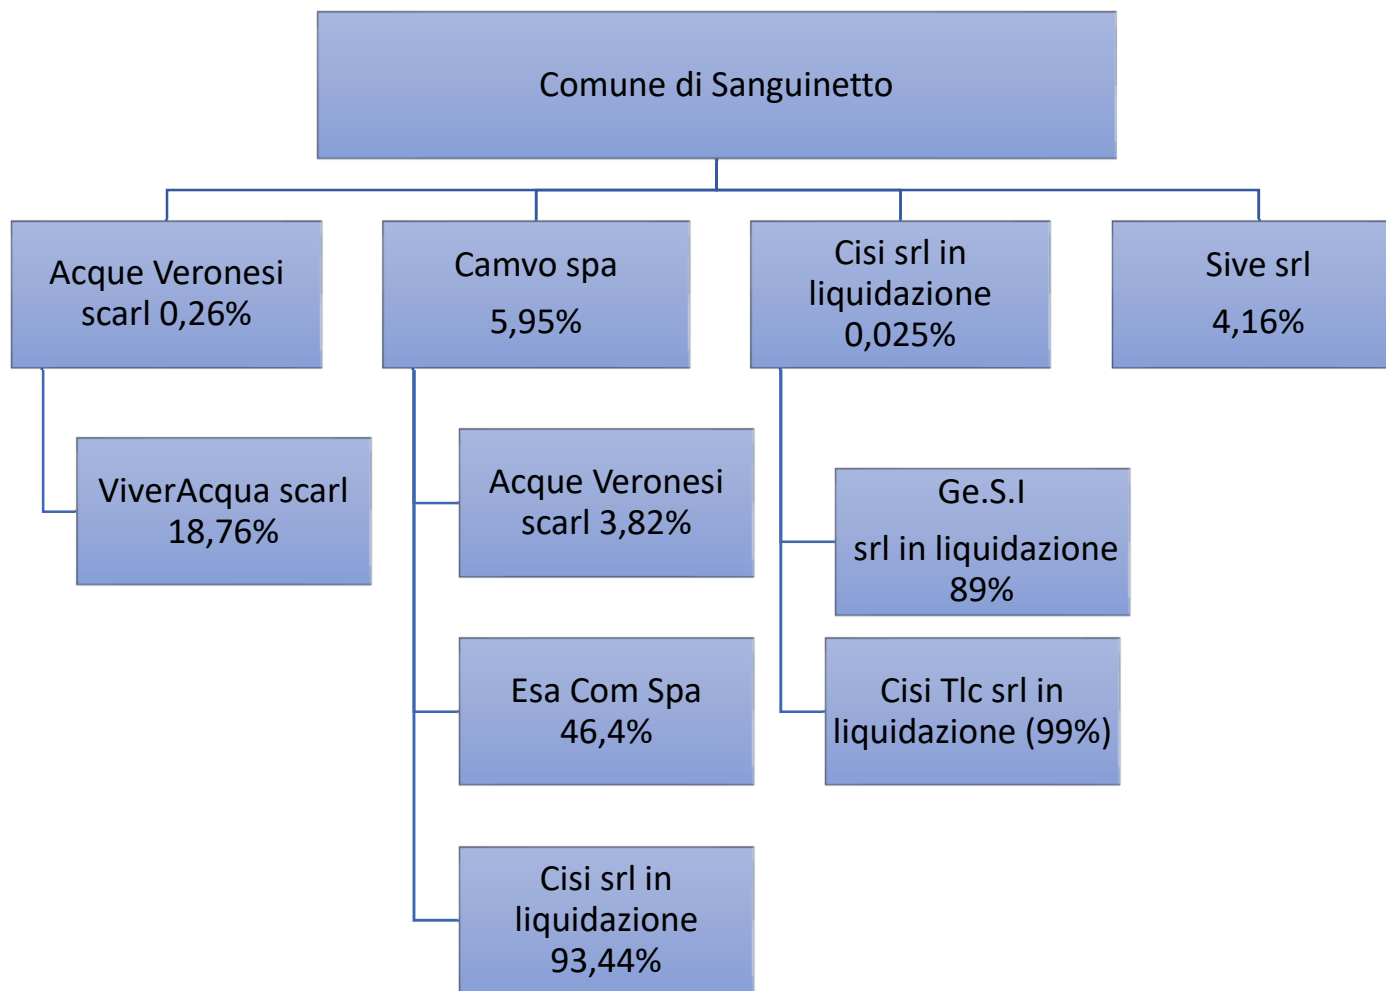 Comune di Sanguinetto
Acque Veronesi
scarl 0,26%
Camvo spa
5,95%
Cisi srl in
liquidazione
0,025%
Sive srl
4,16%
ViverAcqua scarl
18,76%
Acque Veronesi
scarl 3,82%
Ge.S.I
srl in liquidazione
89%
Esa Com Spa
46,4%
Cisi Tlc srl in
liquidazione (99%)
Cisi srl in
liquidazione
93,44%